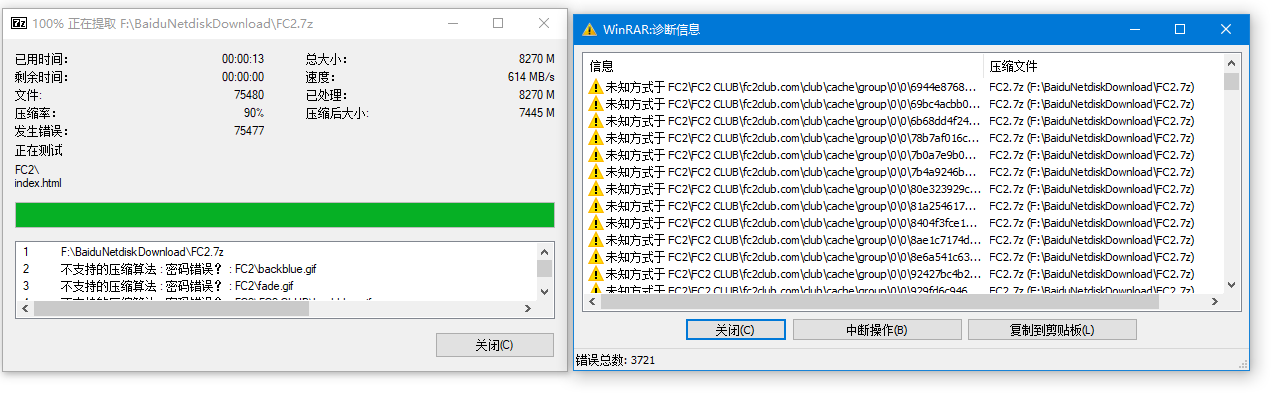 100% 正在提取 F:\BaiduNetdiskDownload\FC2.7z
已用时间: 00:00:13 总大小: 8270 M
剩余时间: 00:00:00 速度: 614 MB/s
文件: 75480 已处理: 8270 M
压缩率: 90% 压缩后大小: 7445 M
发生错误: 75477
正在测试
FC2\
index.html
1 F:\BaiduNetdiskDownload\FC2.7z
2 不支持的压缩算法 : 密码错误? : FC2\backblue.gif
3 不支持的压缩算法 : 密码错误? : FC2\fade.gif
关闭(C)
WinRAR:诊断信息
信息 压缩文件
未知方式于 FC2\FC2 CLUB\fc2club.com\club\cache\group\0\0\6944e8768... FC2.7z (F:\BaiduNetdiskDownload\FC2.7z)
未知方式于 FC2\FC2 CLUB\fc2club.com\club\cache\group\0\0\69bc4acbb0... FC2.7z (F:\BaiduNetdiskDownload\FC2.7z)
未知方式于 FC2\FC2 CLUB\fc2club.com\club\cache\group\0\0\6b68dd4f24... FC2.7z (F:\BaiduNetdiskDownload\FC2.7z)
未知方式于 FC2\FC2 CLUB\fc2club.com\club\cache\group\0\0\78b7af016c... FC2.7z (F:\BaiduNetdiskDownload\FC2.7z)
未知方式于 FC2\FC2 CLUB\fc2club.com\club\cache\group\0\0\7b0a7e9b0... FC2.7z (F:\BaiduNetdiskDownload\FC2.7z)
未知方式于 FC2\FC2 CLUB\fc2club.com\club\cache\group\0\0\7b4a9246b... FC2.7z (F:\BaiduNetdiskDownload\FC2.7z)
未知方式于 FC2\FC2 CLUB\fc2club.com\club\cache\group\0\0\80e323929c... FC2.7z (F:\BaiduNetdiskDownload\FC2.7z)
未知方式于 FC2\FC2 CLUB\fc2club.com\club\cache\group\0\0\81a254617... FC2.7z (F:\BaiduNetdiskDownload\FC2.7z)
未知方式于 FC2\FC2 CLUB\fc2club.com\club\cache\group\0\0\8404f3fce1... FC2.7z (F:\BaiduNetdiskDownload\FC2.7z)
未知方式于 FC2\FC2 CLUB\fc2club.com\club\cache\group\0\0\8ae1c7174d... FC2.7z (F:\BaiduNetdiskDownload\FC2.7z)
未知方式于 FC2\FC2 CLUB\fc2club.com\club\cache\group\0\0\8e6a541c63... FC2.7z (F:\BaiduNetdiskDownload\FC2.7z)
未知方式于 FC2\FC2 CLUB\fc2club.com\club\cache\group\0\0\92427bc4b2... FC2.7z (F:\BaiduNetdiskDownload\FC2.7z)
未知方式于 FC2\FC2 CLUB\fc2club.com\club\cache\group\0\0\929fd6c946... FC2.7z (F:\BaiduNetdiskDownload\FC2.7z)
关闭(C) 中断操作(B) 复制到剪贴板(L)
错误总数: 3721